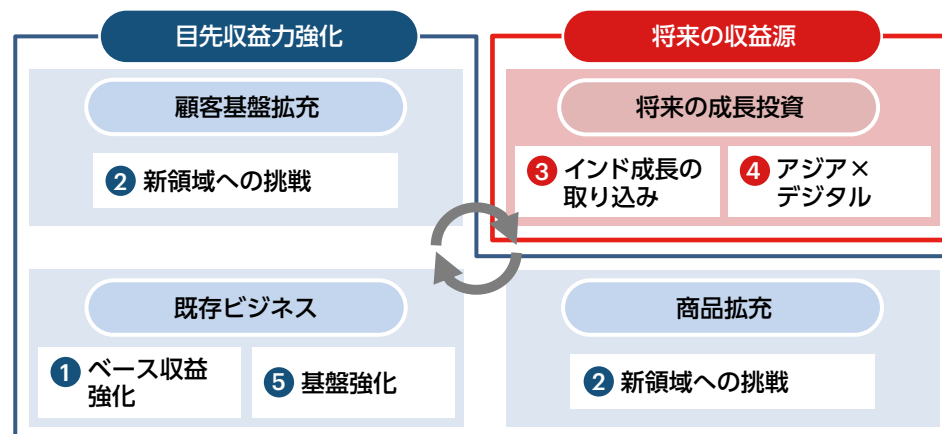 目先収益力強化
顧客基盤拡充
2 新領域への挑戦
将来の収益源
将来の成長投資
3 インド成長の
取り込み
4 アジア×
デジタル
既存ビジネス
1 ベース収益
強化
5 基盤強化
商品拡充
2 新領域への挑戦